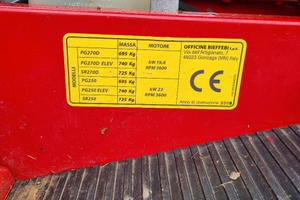 MODELLI
MASSA
MOTORE
PG270D
695 Kg
kW 19,6
RPM 3600
PG270D ELEV
740 Kg
SR270D
725 Kg
PG250
695 Kg
kW 23
RPM 3600
PG250 ELEV
740 Kg
SR250
725 Kg
OFFICINE BIEFFEBI s.n.c.
Via dell'Artigianato, 7
46023 Gonzaga (MN) Italy
CE
Anno di costruzione